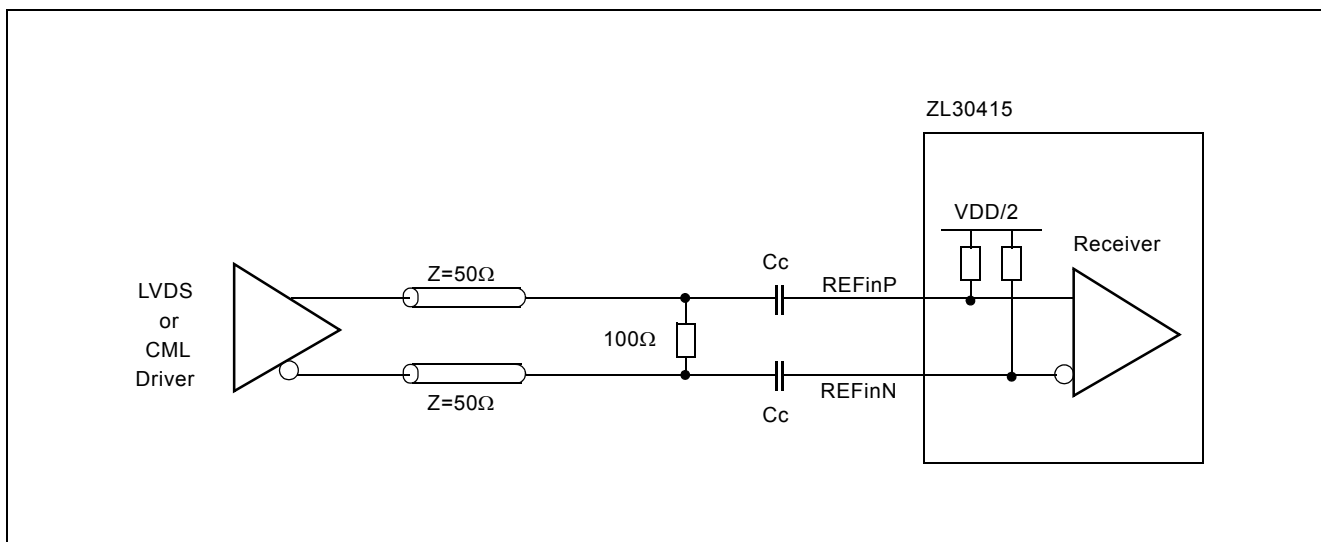 ZL30415
VDD/2
Receiver
LVDS
or
CML
Driver
Z=50Ω
Z=50Ω
100Ω
Cc
Cc
REFinP
REFinN